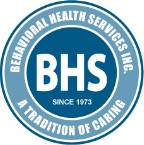 BEHAVIORAL HEALTH SERVICES INC.
BHS
SINCE 1973
A TRADITION OF CARING